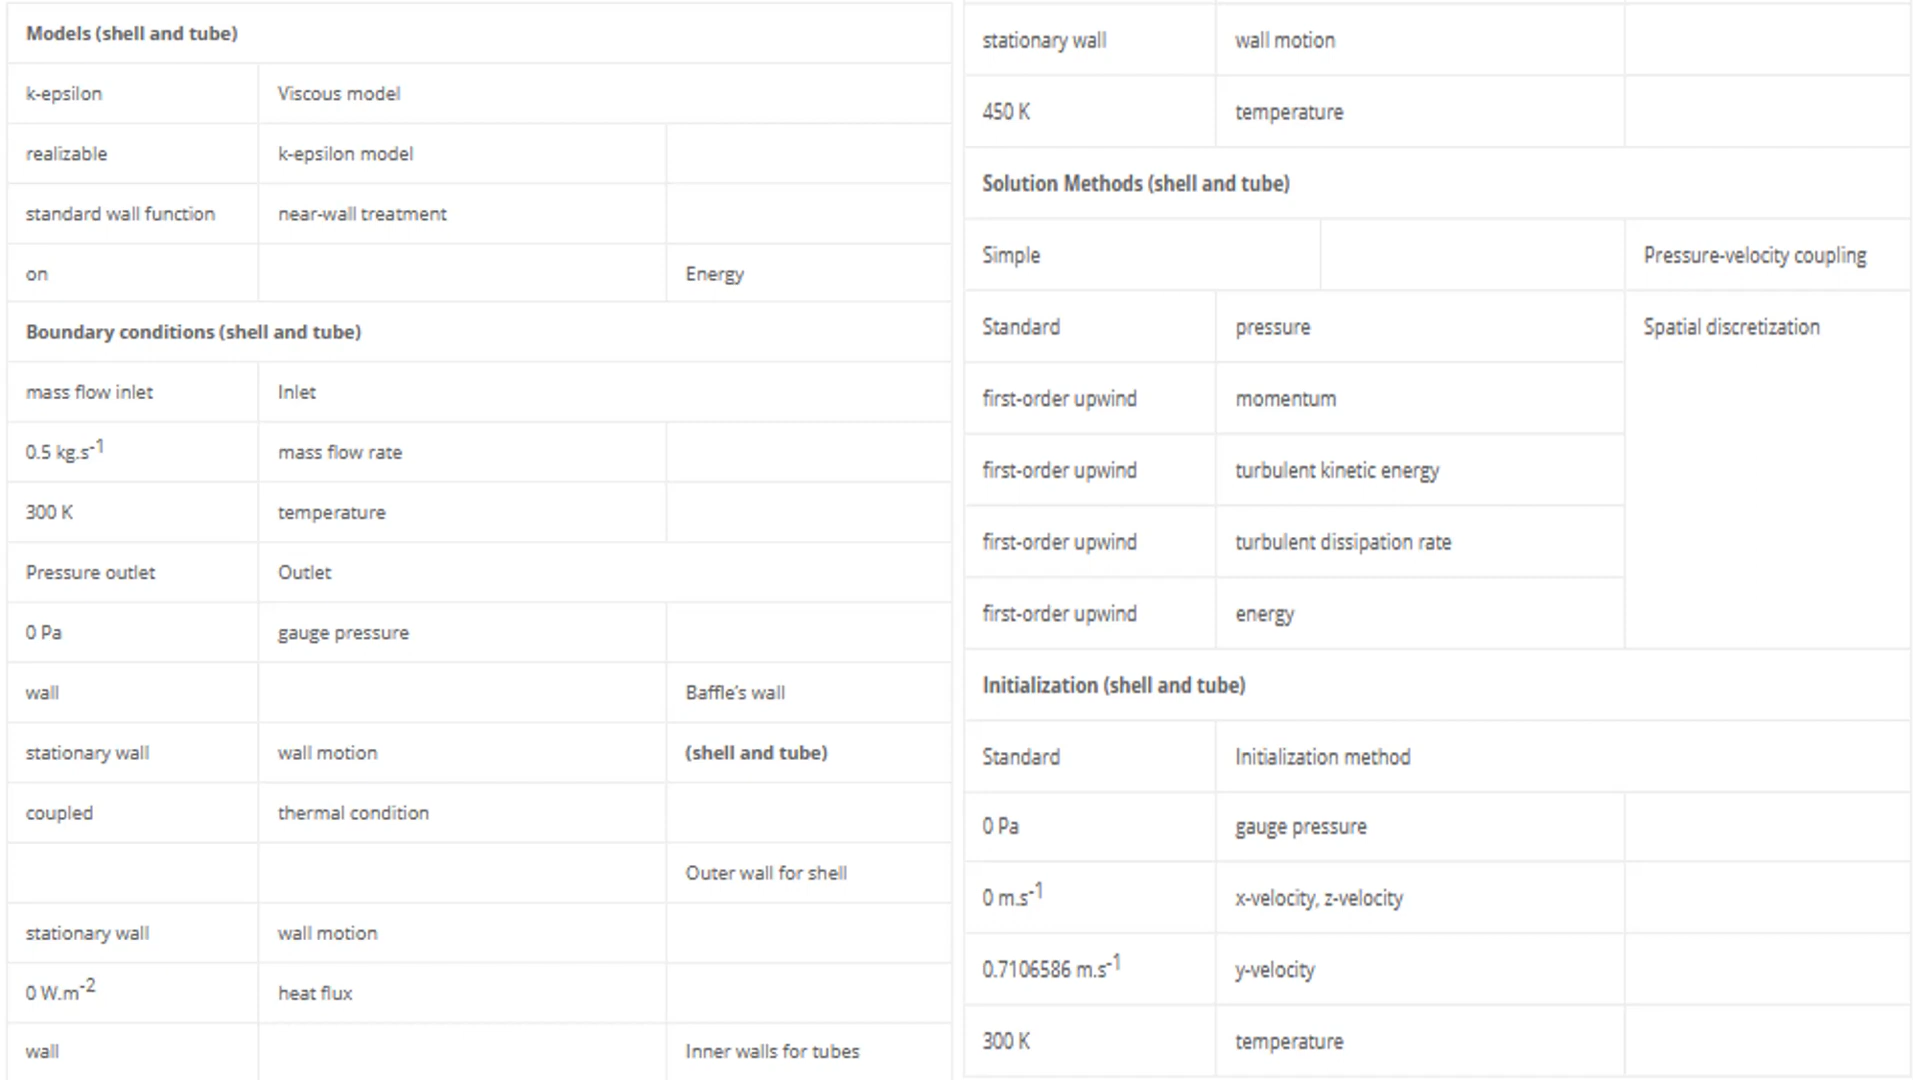 Models (shell and tube)
k-epsilon Viscous model
realizable k-epsilon model
standard wall function near-wall treatment
on Energy
Boundary conditions (shell and tube)
mass flow inlet Inlet
0.5 kg.s-1 mass flow rate
300 K temperature
Pressure outlet Outlet
0 Pa gauge pressure
wall Baffle’s wall
stationary wall wall motion (shell and tube)
coupled thermal condition
Outer wall for shell
stationary wall wall motion
0 W.m-2 heat flux
wall Inner walls for tubes
stationary wall wall motion
450 K temperature
Solution Methods (shell and tube)
Simple Pressure-velocity coupling
Standard pressure Spatial discretization
first-order upwind momentum
first-order upwind turbulent kinetic energy
first-order upwind turbulent dissipation rate
first-order upwind energy
Initialization (shell and tube)
Standard Initialization method
0 Pa gauge pressure
0 m.s-1 x-velocity, z-velocity
0.7106586 m.s-1 y-velocity
300 K temperature